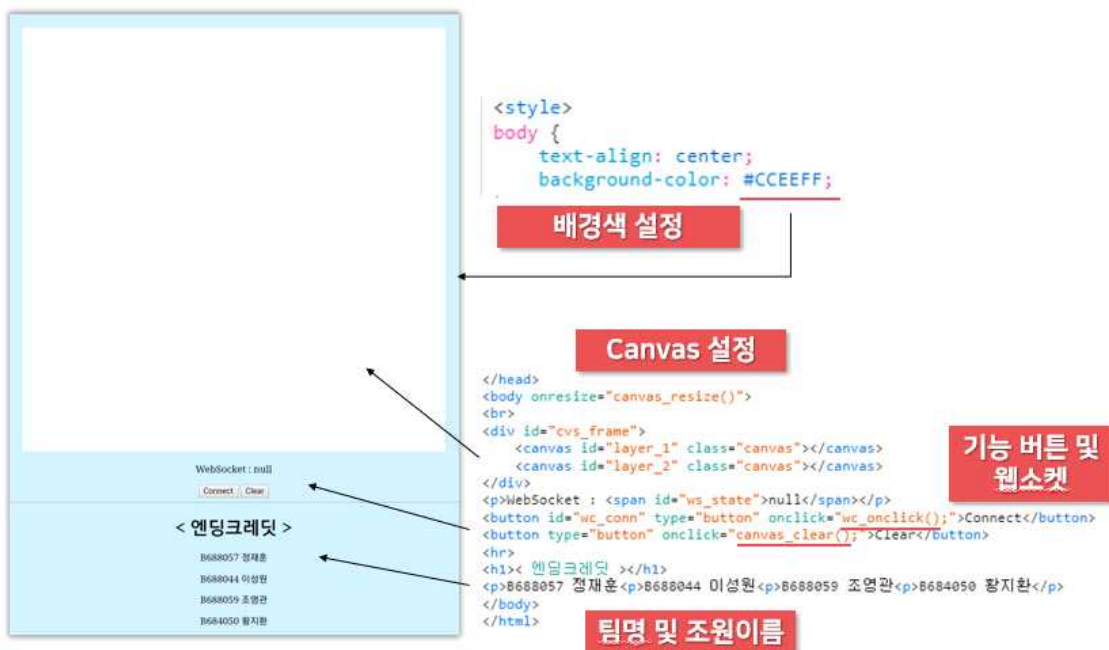 WebSocket : null
Connect Clear
< 엔딩크레딧 >
B688057 정재훈
B688044 이성원
B688059 조영관
B684050 황지환
<style>
body {
text-align: center;
background-color: #CCEEFF;
배경색 설정
Canvas 설정
</head>
<body onresize="canvas_resize()">
<br>
<div id="cvs_frame">
<canvas id="layer_1" class="canvas"></canvas>
<canvas id="layer_2" class="canvas"></canvas>
</div>
<p>WebSocket : <span id="ws_state">null</span></p>
<button id="wc_conn" type="button" onclick="wc_onclick();">Connect</button>
<button type="button" onclick="canvas_clear();">Clear</button>
<hr>
<h1>< 엔딩크레딧 ></h1>
<p>B688057 정재훈<p>B688044 이성원<p>B688059 조영관<p>B684050 황지환</p>
</body>
</html>
기능 버튼 및
웹소켓
팀명 및 조원이름